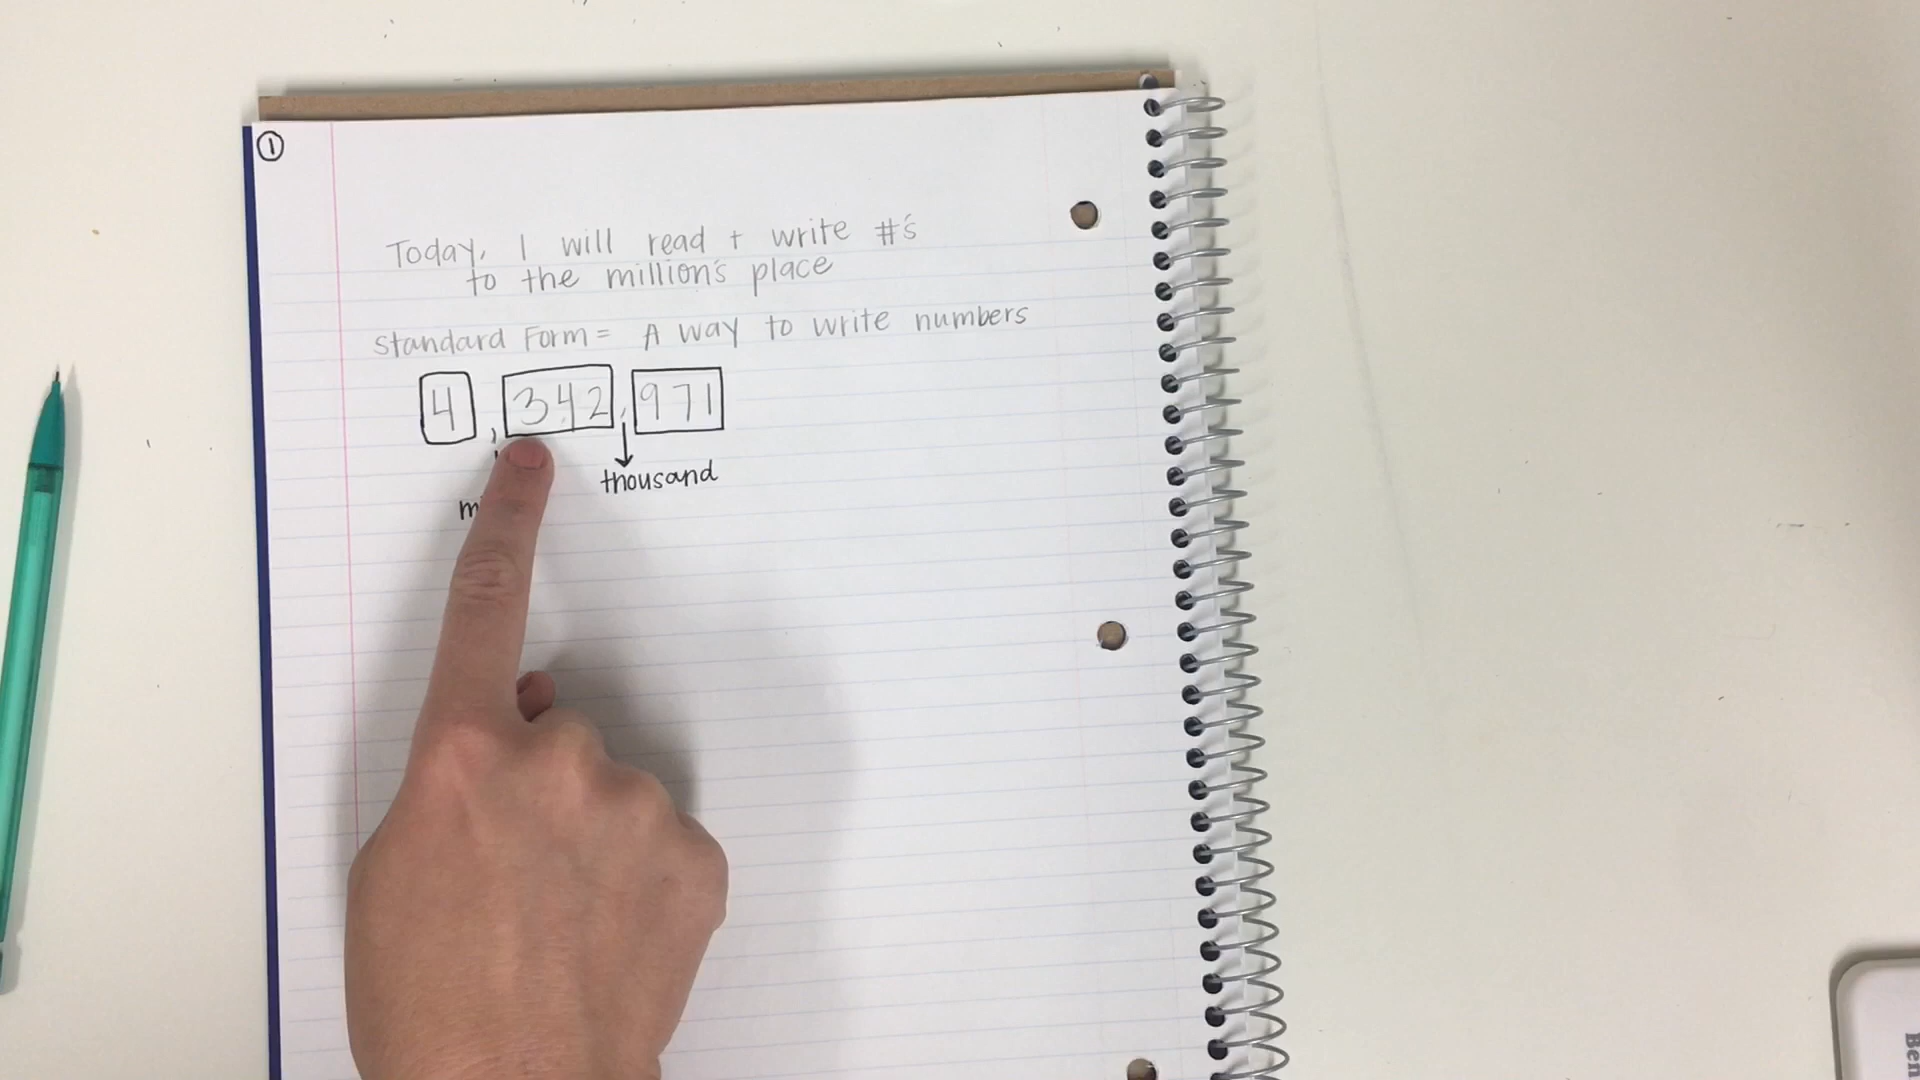 ①
Today, I will read + write #'s
to the million's place
Standard Form = A way to write numbers
4,342,971
thousand
Ben